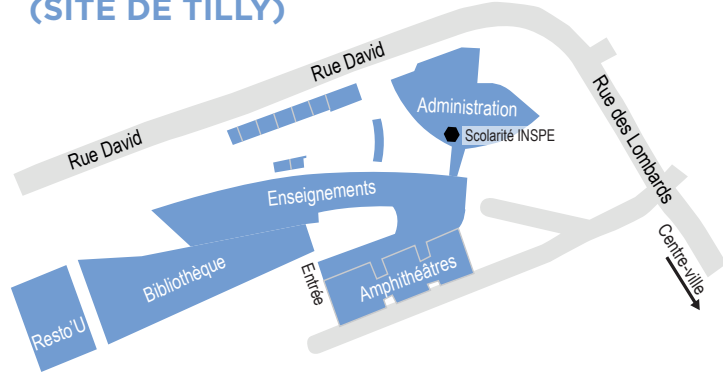 (SITE DE TILLY)
Rue David
Rue David
Rue des Lombards
Administration
Scolarité INSPE
Enseignements
Centre-ville
Bibliothèque
Entrée
Amphithéâtres
Resto'U